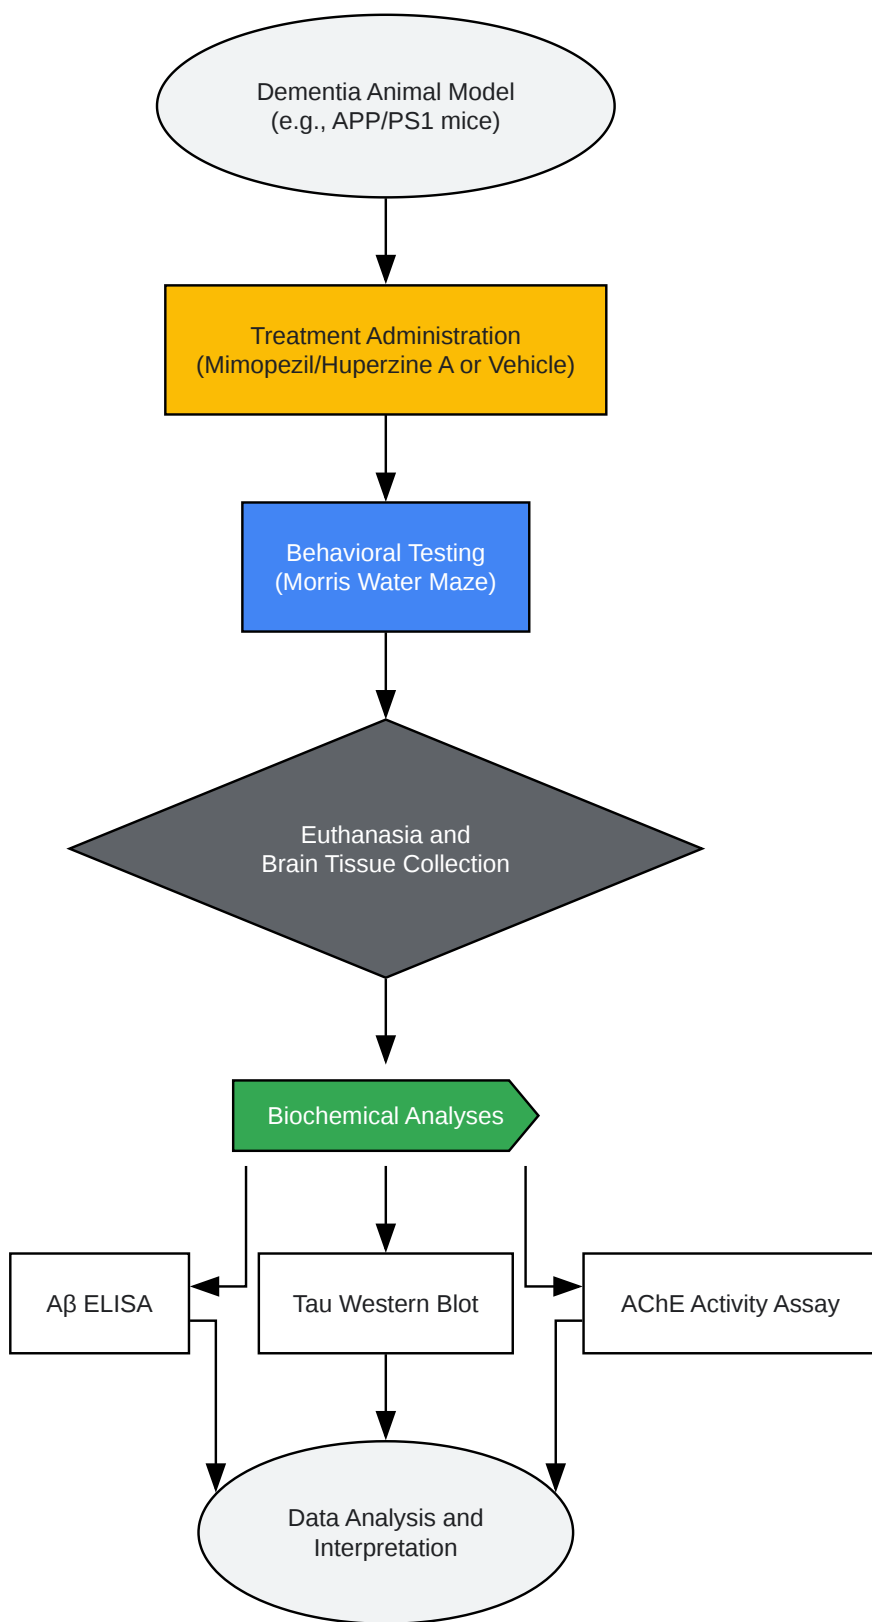 Dementia Animal Model
(e.g., APP/PS1 mice)
Treatment Administration
(Mimopezil/Huperzine A or Vehicle)
Behavioral Testing
(Morris Water Maze)
Euthanasia and
Brain Tissue Collection
Biochemical Analyses
Aβ ELISA
Tau Western Blot
AChE Activity Assay
Data Analysis and
Interpretation